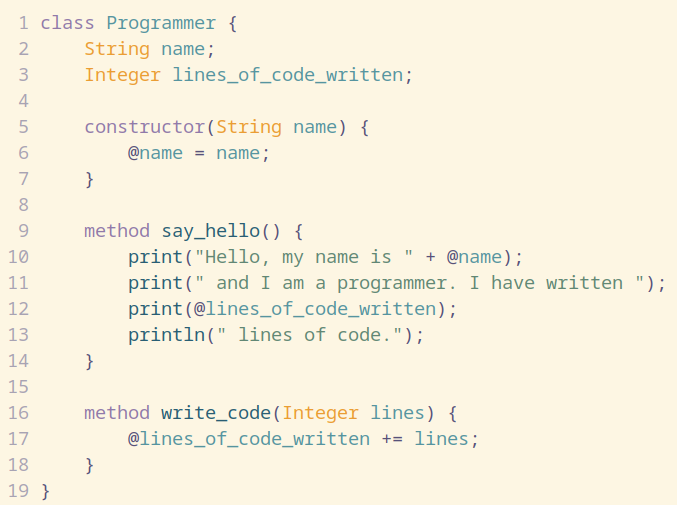 1 class Programmer {
2     String name;
3     Integer lines_of_code_written;
4
5     constructor(String name) {
6         @name = name;
7     }
8
9     method say_hello() {
10         print("Hello, my name is " + @name);
11         print(" and I am a programmer. I have written ");
12         print(@lines_of_code_written);
13         println(" lines of code.");
14     }
15
16     method write_code(Integer lines) {
17         @lines_of_code_written += lines;
18     }
19 }